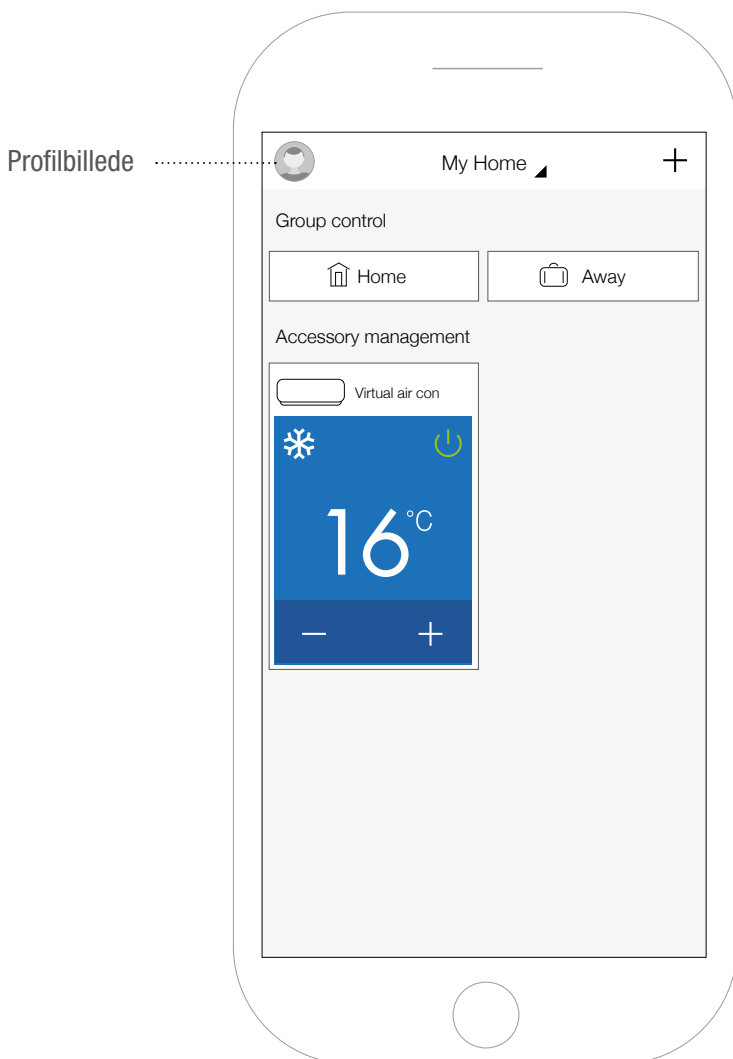 Profilbillede
My Home
Group control
Home
Away
Accessory management
Virtual air con
16°C